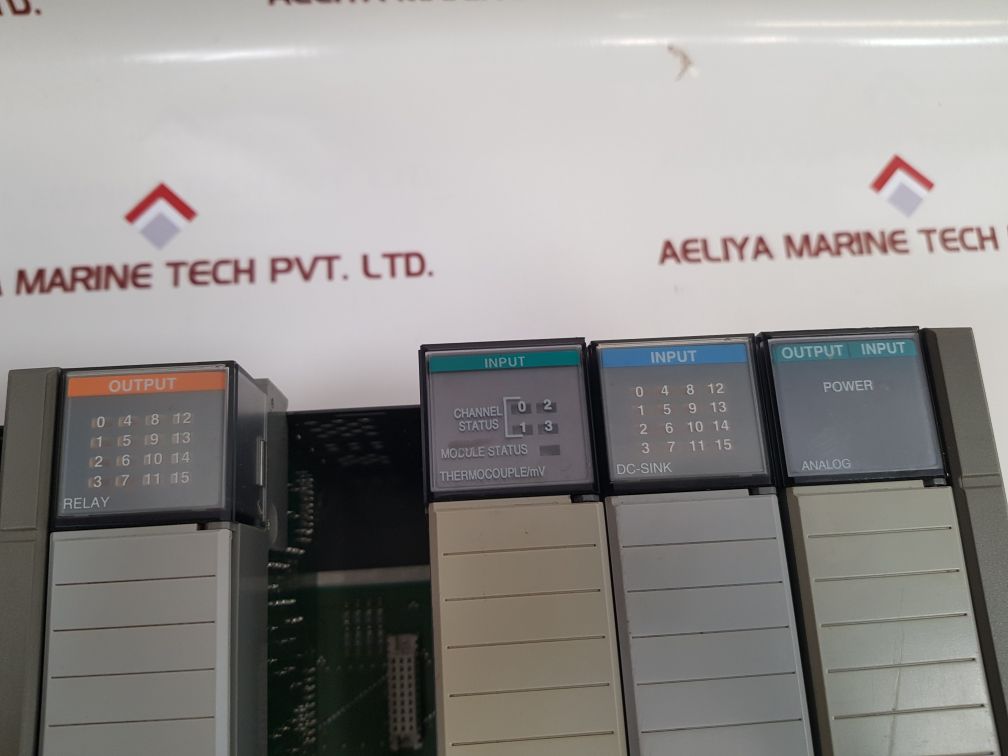 TD.
AELIYA MA
MARINE TECH PVT. LTD.
AELIYA MARINE TECH
OUTPUT
0 4 8 12
1 5 9 13
2 6 10 14
3 7 11 15
RELAY
INPUT
CHANNEL STATUS
0 2
1 3
MODULE STATUS
THERMOCOUPLE/mV
INPUT
0 4 8 12
1 5 9 13
2 6 10 14
3 7 11 15
DC-SINK
OUTPUT INPUT
POWER
ANALOG